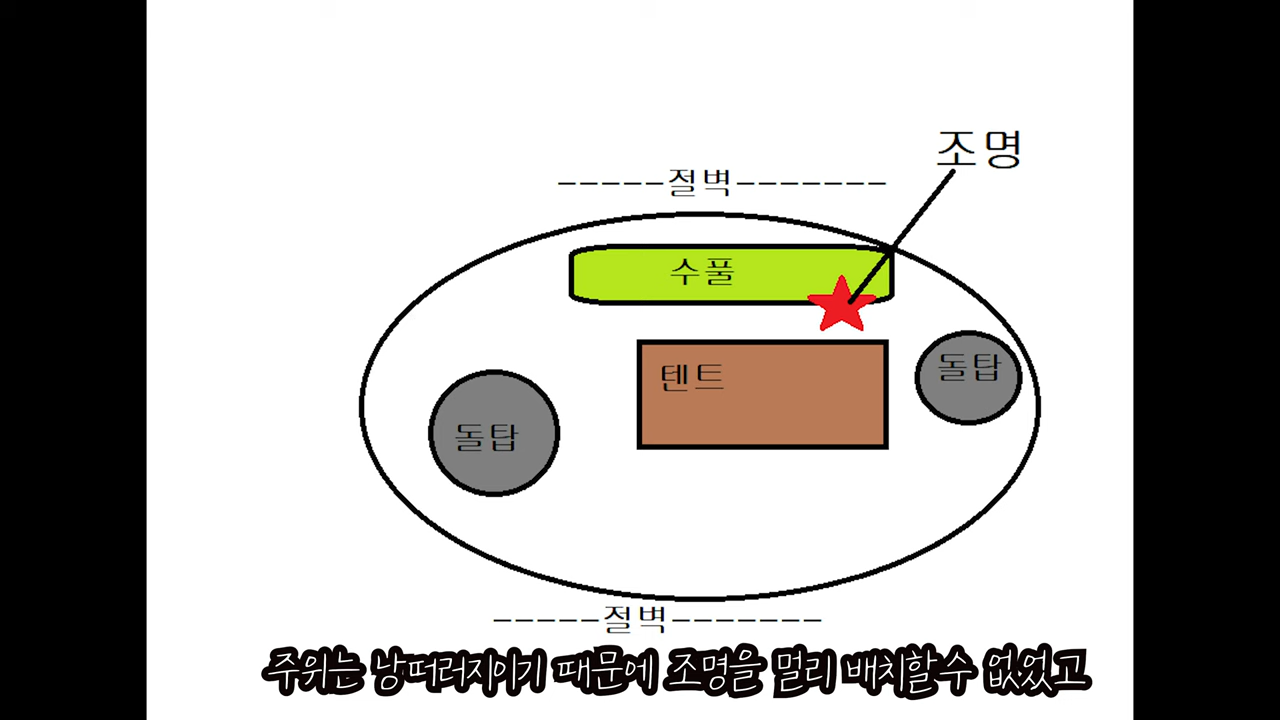 조명
-----절벽-------
수풀
돌탑
텐트
돌탑
-----절벽-------
주위는 낭떠러지이기 때문에 조명을 멀리 배치할수 없었고